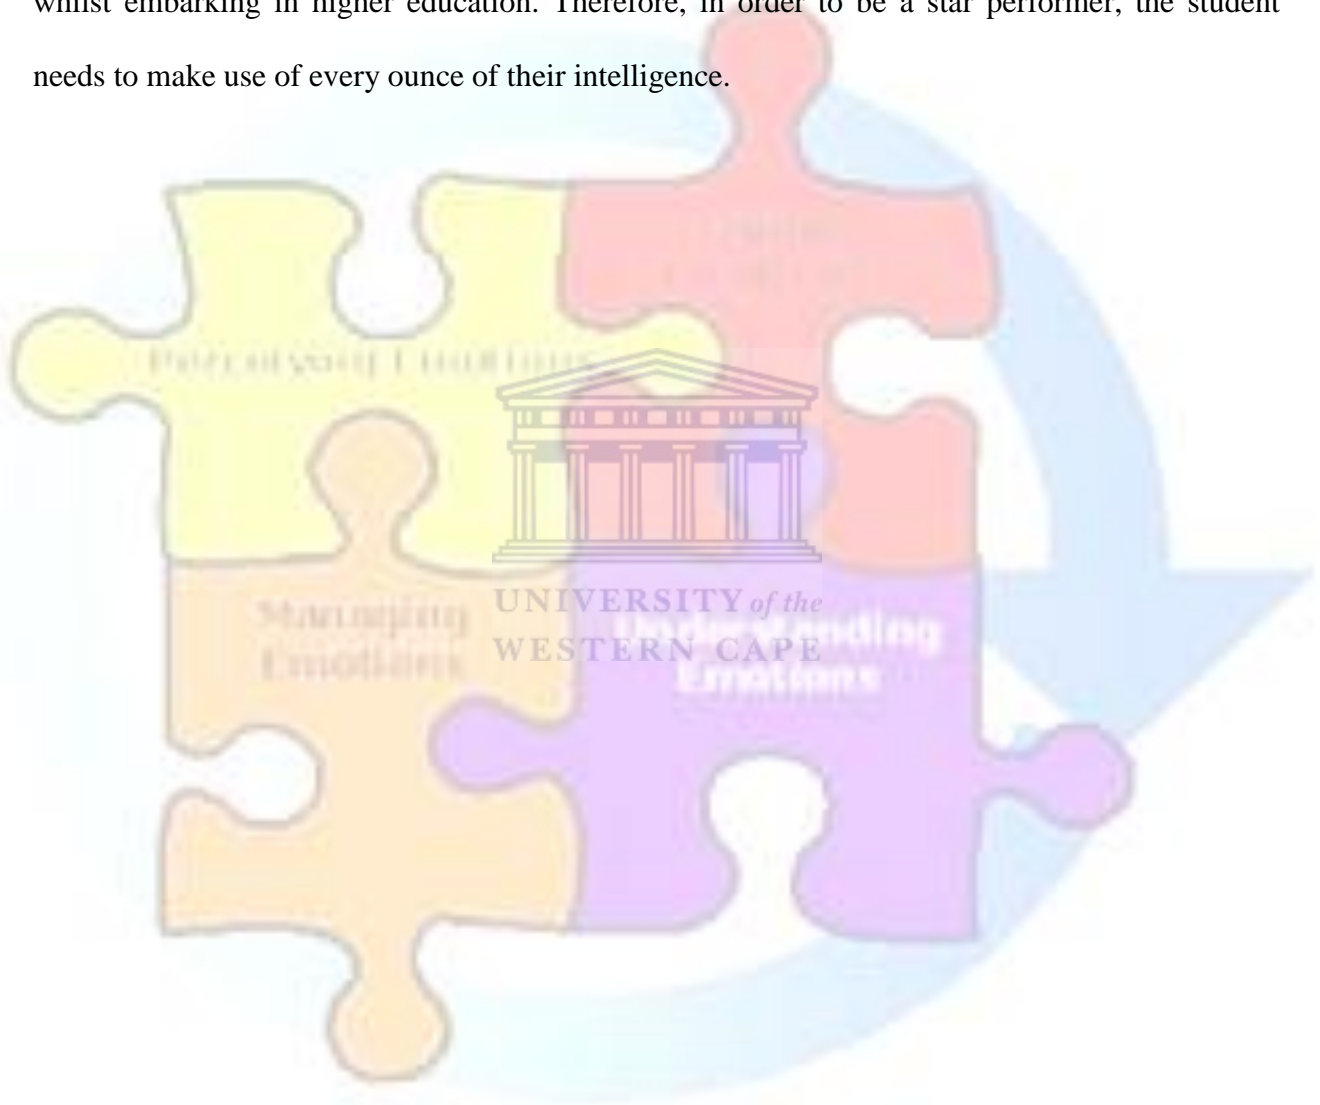 whilst embarking in higher education. Therefore, in order to be a star performer, the student
needs to make use of every ounce of their intelligence.
Perceiving Emotions
Managing
Emotions
UNIVERSITY of the
WESTERN CAPE
Understanding
Emotions